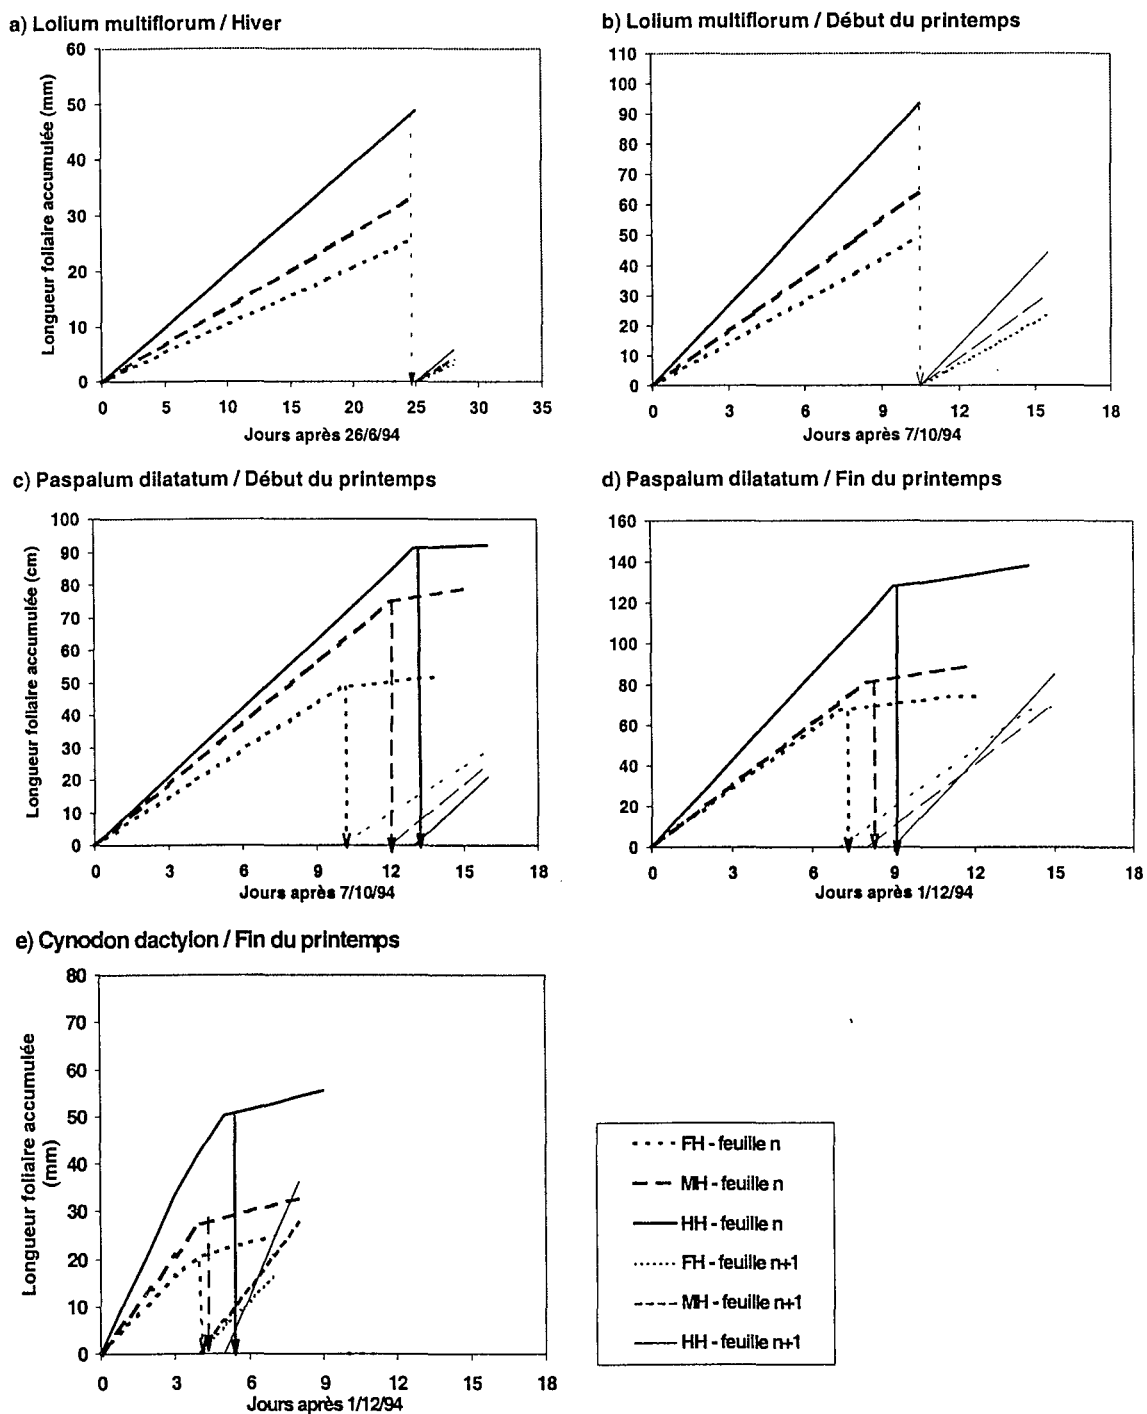 a) Lolium multiflorum / Hiver
Longueur foliaire accumulée (mm)
60
50
40
30
20
10
0
0 5 10 15 20 25 30 35
Jours après 26/6/94
b) Lolium multiflorum / Début du printemps
110
100
90
80
70
60
50
40
30
20
10
0
0 3 6 9 12 15 18
Jours après 7/10/94
c) Paspalum dilatatum / Début du printemps
Longueur foliaire accumulée (cm)
100
90
80
70
60
50
40
30
20
10
0
0 3 6 9 12 15 18
Jours après 7/10/94
d) Paspalum dilatatum / Fin du printemps
160
140
120
100
80
60
40
20
0
0 3 6 9 12 15 18
Jours après 1/12/94
e) Cynodon dactylon / Fin du printemps
Longueur foliaire accumulée
(mm)
80
70
60
50
40
30
20
10
0
0 3 6 9 12 15 18
Jours après 1/12/94
FH - feuille n
MH - feuille n
HH - feuille n
FH - feuille n+1
MH - feuille n+1
HH - feuille n+1